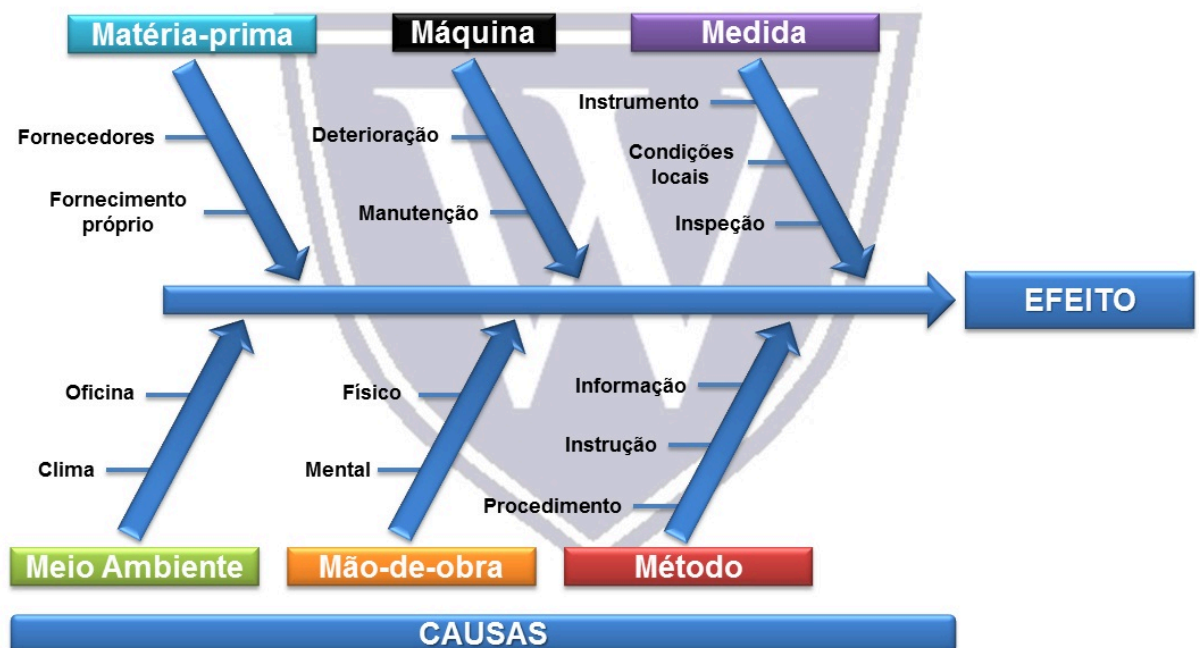 Matéria-prima
Máquina
Medida
Instrumento
Fornecedores
Deterioração
Condições
locais
Fornecimento
próprio
Manutenção
Inspeção
EFEITO
Oficina
Físico
Informação
Instrução
Clima
Mental
Procedimento
Meio Ambiente
Mão-de-obra
Método
CAUSAS
W